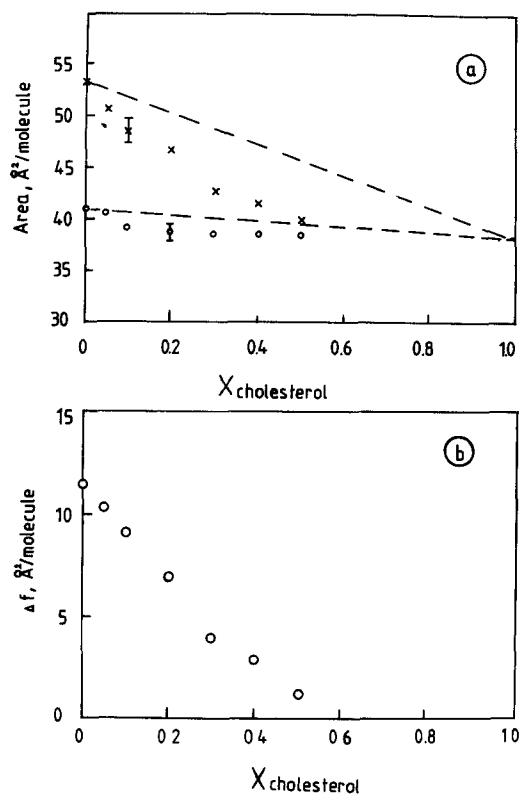 a
Area, Å²/molecule
55
50
45
40
35
30
0 0.2 0.4 0.6 0.8 1.0
X cholesterol
b
Δf, Å²/molecule
15
10
5
0
0 0 2 0 4 0 6 0 8 1 0
X cholesterol